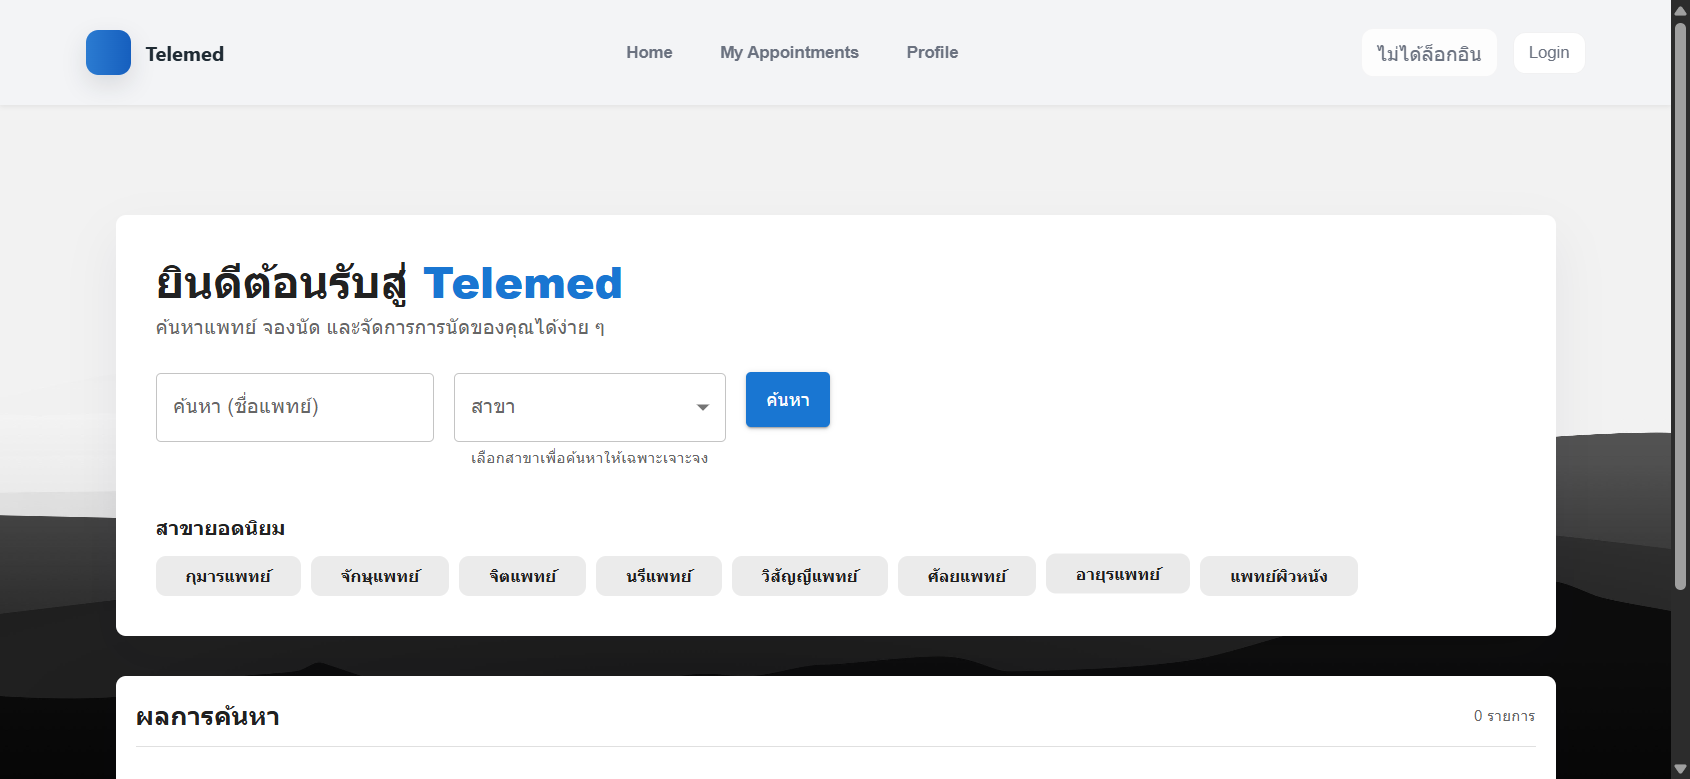 Telemed
Home
My Appointments
Profile
ไม่ได้ล็อกอิน
Login
ยินดีต้อนรับสู่ Telemed
ค้นหาแพทย์ จองนัด และจัดการการนัดของคุณได้ง่าย ๆ
ค้นหา (ชื่อแพทย์)
สาขา
ค้นหา
เลือกสาขาเพื่อค้นหาให้เฉพาะเจาะจง
สาขายอดนิยม
กุมารแพทย์
จักษุแพทย์
จิตแพทย์
นรีแพทย์
วิสัญญีแพทย์
ศัลยแพทย์
อายุรแพทย์
แพทย์ผิวหนัง
ผลการค้นหา
0 รายการ